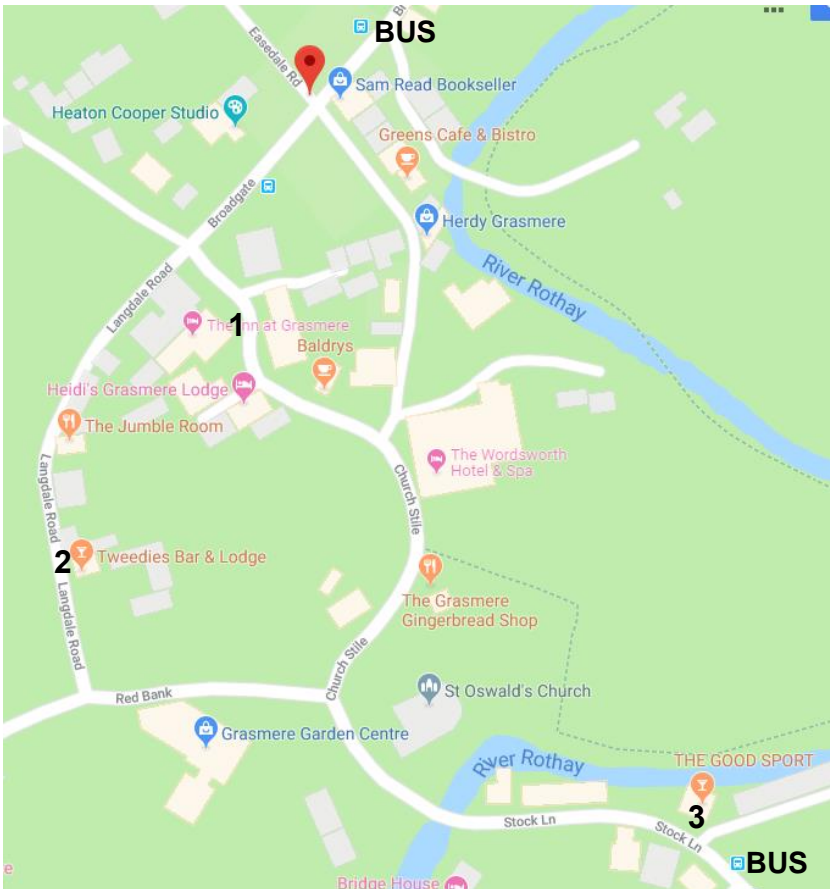 BUS
Easedale Rd
Sam Read Bookseller
Heaton Cooper Studio
Greens Cafe & Bistro
Broadgate
Herdy Grasmere
River Rothay
Langdale Road
1
The Inn at Grasmere
Baldrys
Heidi's Grasmere Lodge
The Jumble Room
The Wordsworth
Hotel & Spa
Langdale Road
Church Stile
2
Tweedies Bar & Lodge
The Grasmere
Gingerbread Shop
Langdale Road
Church Stile
Red Bank
St Oswald's Church
Grasmere Garden Centre
River Rothay
THE GOOD SPORT
3
Stock Ln
Stock Ln
BUS
Bridge House